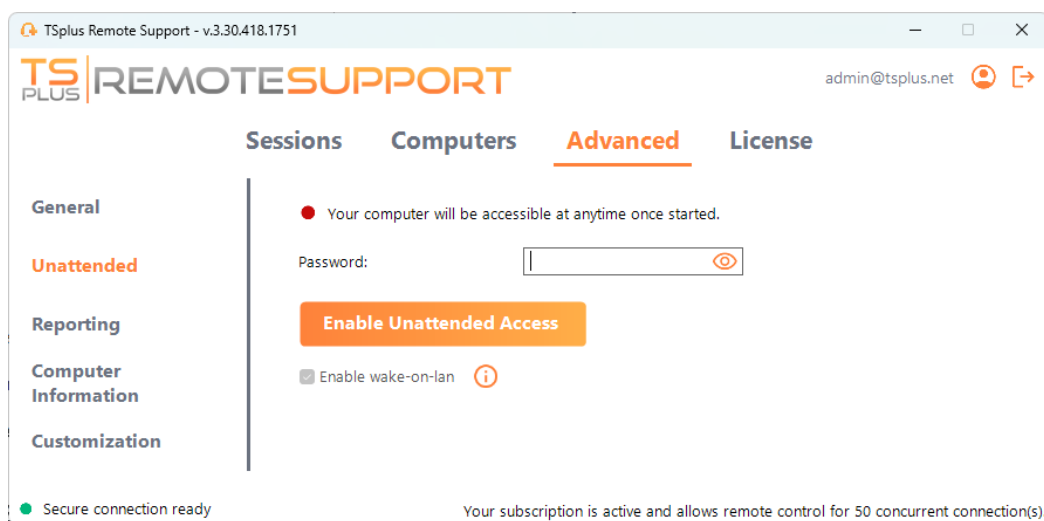 TSplus Remote Support - v.3.30.418.1751
TS PLUS REMOTESUPPORT
admin@tsplus.net
Sessions Computers Advanced License
General
Unattended
Reporting
Computer
Information
Customization
Your computer will be accessible at anytime once started.
Password:
Enable Unattended Access
Enable wake-on-lan
Secure connection ready
Your subscription is active and allows remote control for 50 concurrent connection(s)